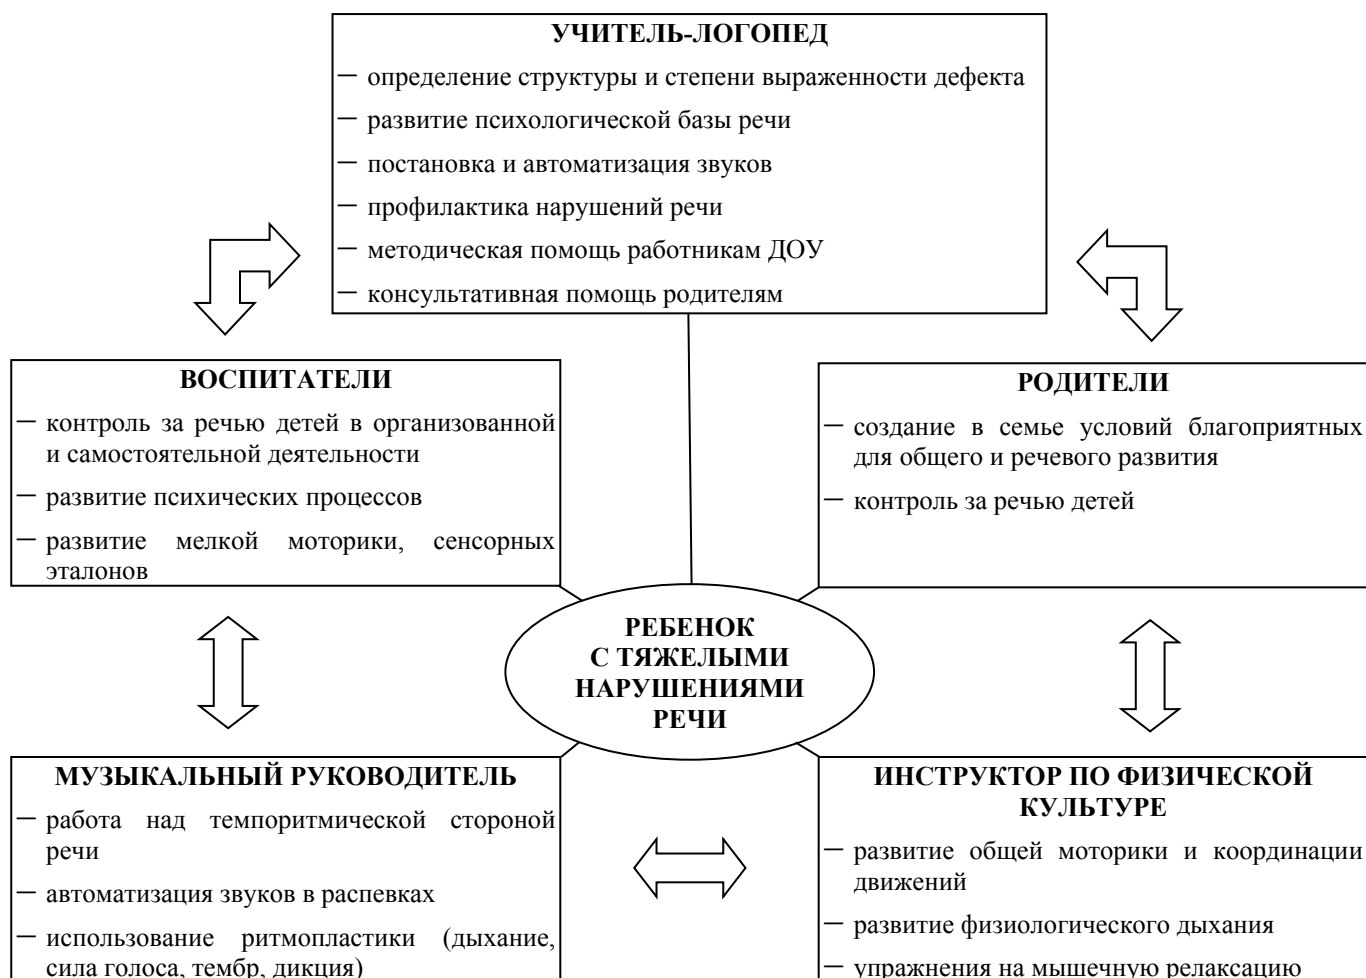 УЧИТЕЛЬ-ЛОГОПЕД
— определение структуры и степени выраженности дефекта
— развитие психологической базы речи
— постановка и автоматизация звуков
— профилактика нарушений речи
— методическая помощь работникам ДОУ
— консультативная помощь родителям
ВОСПИТАТЕЛИ
— контроль за речью детей в организованной
и самостоятельной деятельности
— развитие психических процессов
— развитие мелкой моторики, сенсорных
эталонов
РОДИТЕЛИ
— создание в семье условий благоприятных
для общего и речевого развития
— контроль за речью детей
РЕБЕНОК
С ТЯЖЕЛЫМИ
НАРУШЕНИЯМИ
РЕЧИ
МУЗЫКАЛЬНЫЙ РУКОВОДИТЕЛЬ
— работа над темпоритмической стороной
речи
— автоматизация звуков в распевках
— использование ритмопластики (дыхание,
сила голоса, тембр, дикция)
ИНСТРУКТОР ПО ФИЗИЧЕСКОЙ
КУЛЬТУРЕ
— развитие общей моторики и координации
движений
— развитие физиологического дыхания
— упражнения на мышечную релаксацию